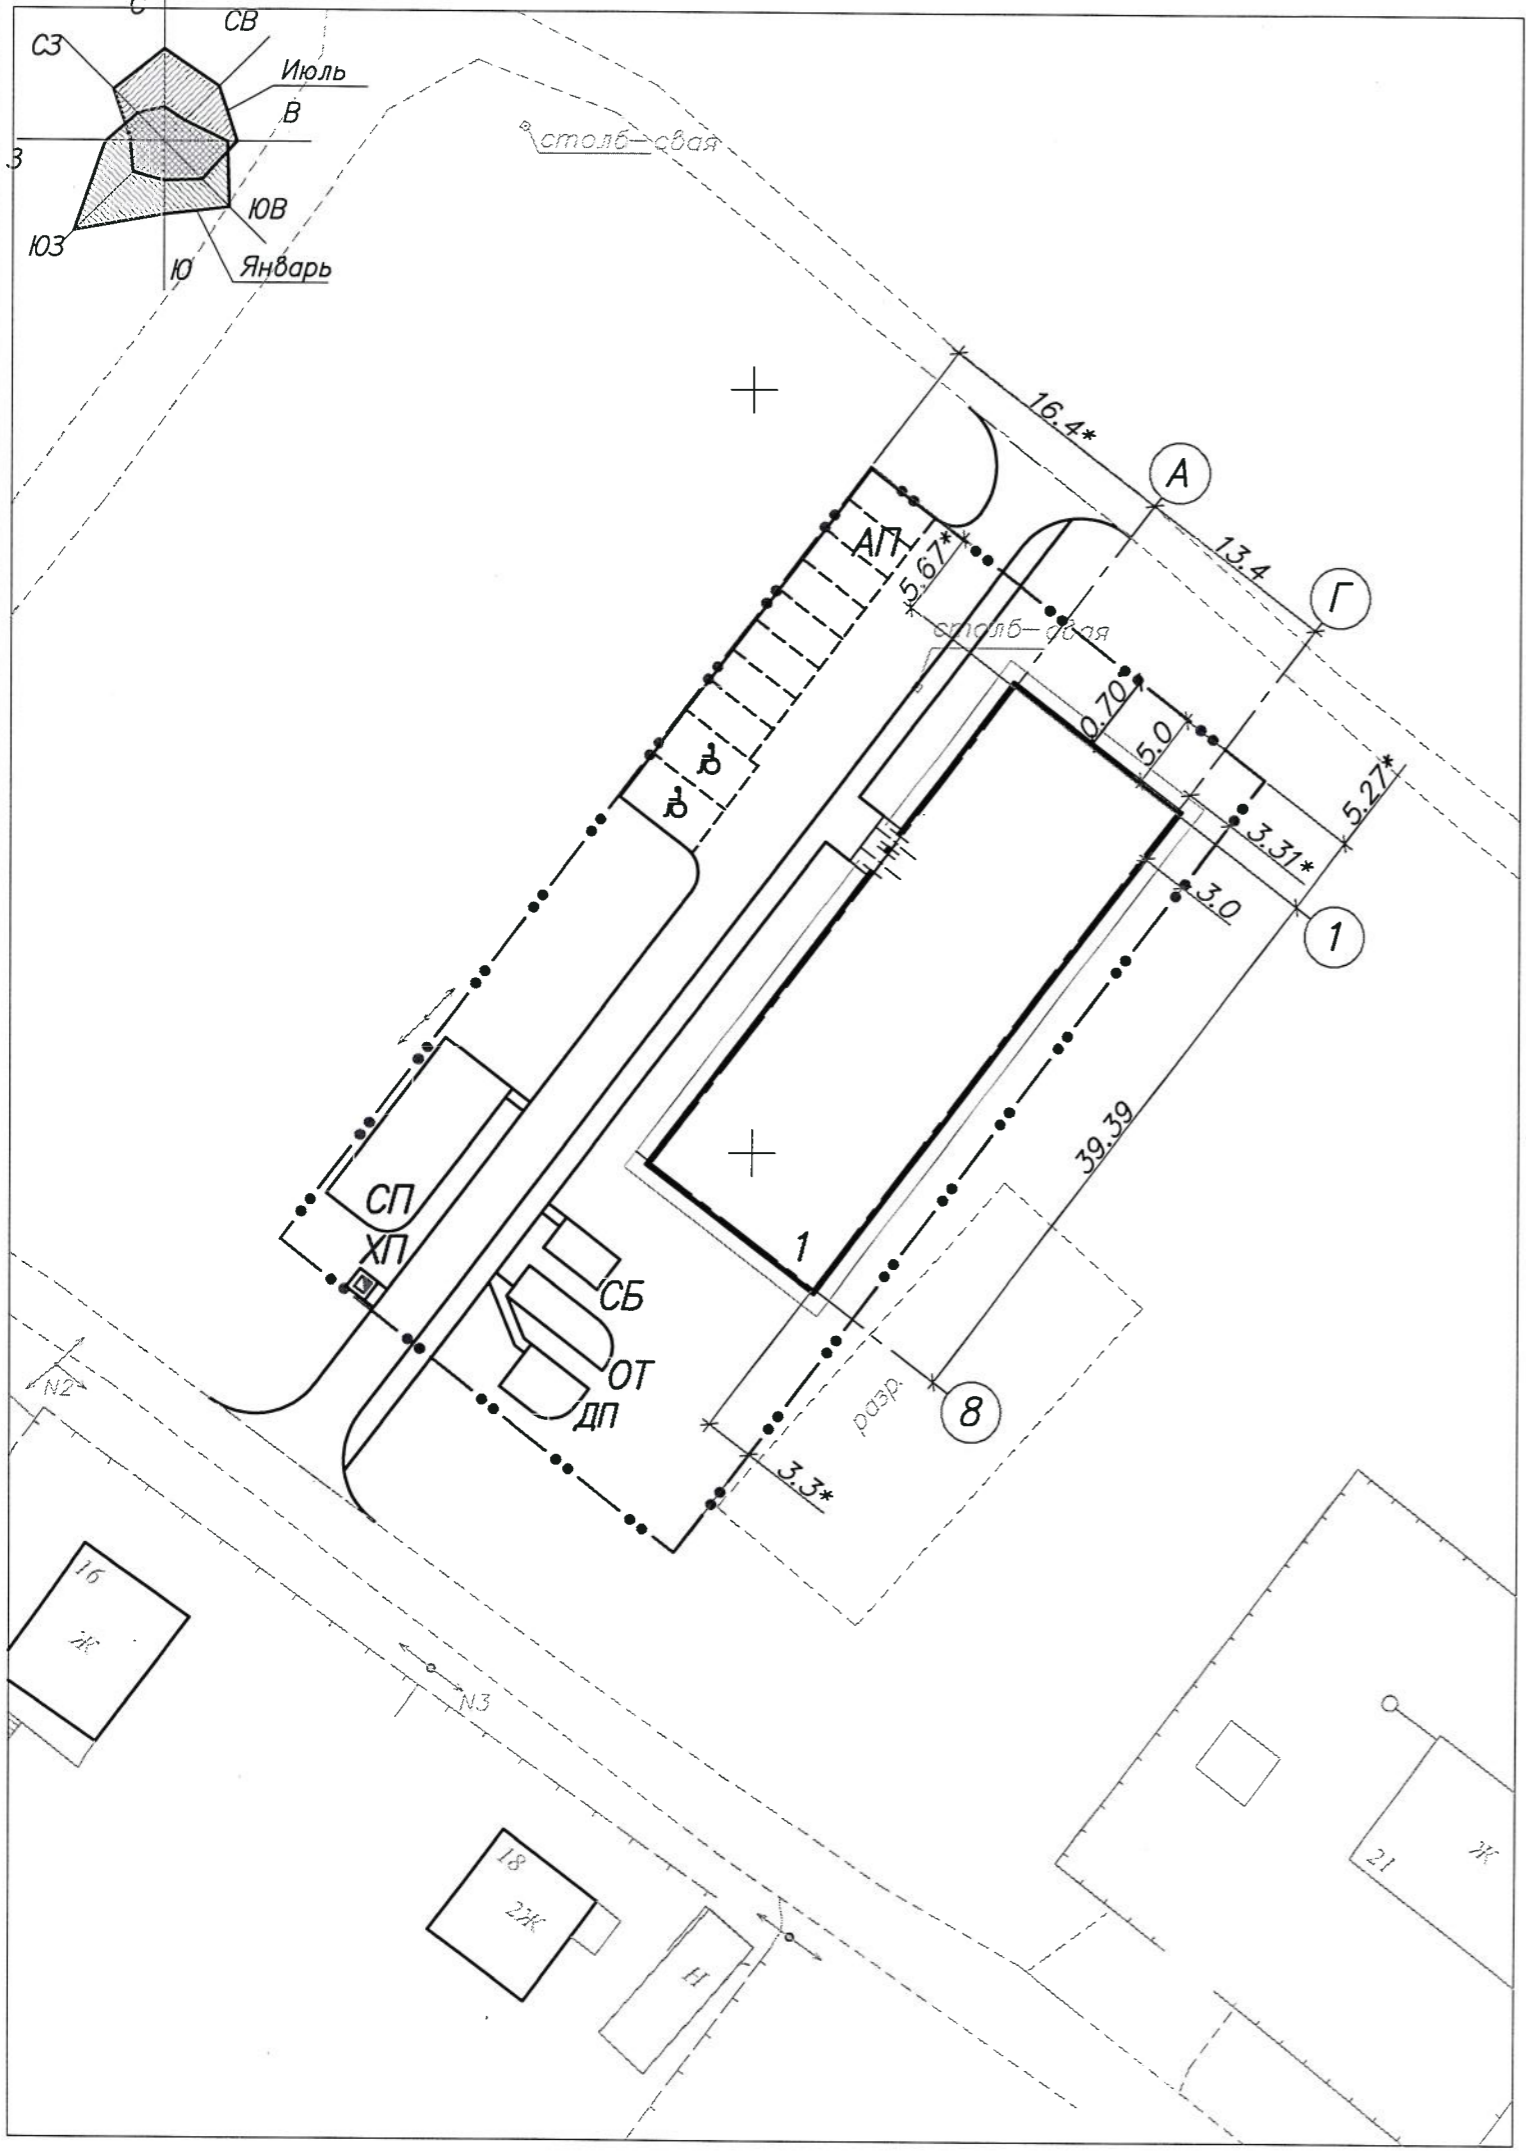 С
СВ
СЗ
Июль
В
З
ЮВ
ЮЗ
Ю
Январь
столб-свая
16.4*
А
13.4
Г
АП
5.67*
столб-свая
0.70
5.0
5.27*
3.31*
3.0
1
39.39
СП
ХП
1
СБ
ОТ
ДП
разр.
8
3.3*
N2
16
Ж
N3
18
2Ж
Н
21
Ж